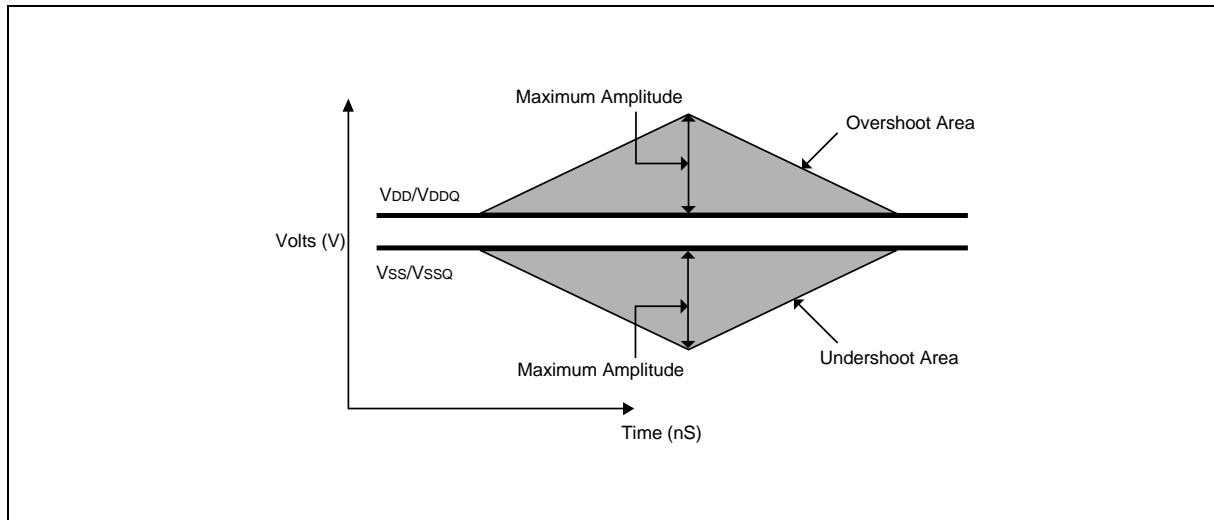 Maximum Amplitude
Overshoot Area
VDD/VDDQ
Volts (V)
VSS/VSSQ
Maximum Amplitude
Undershoot Area
Time (nS)